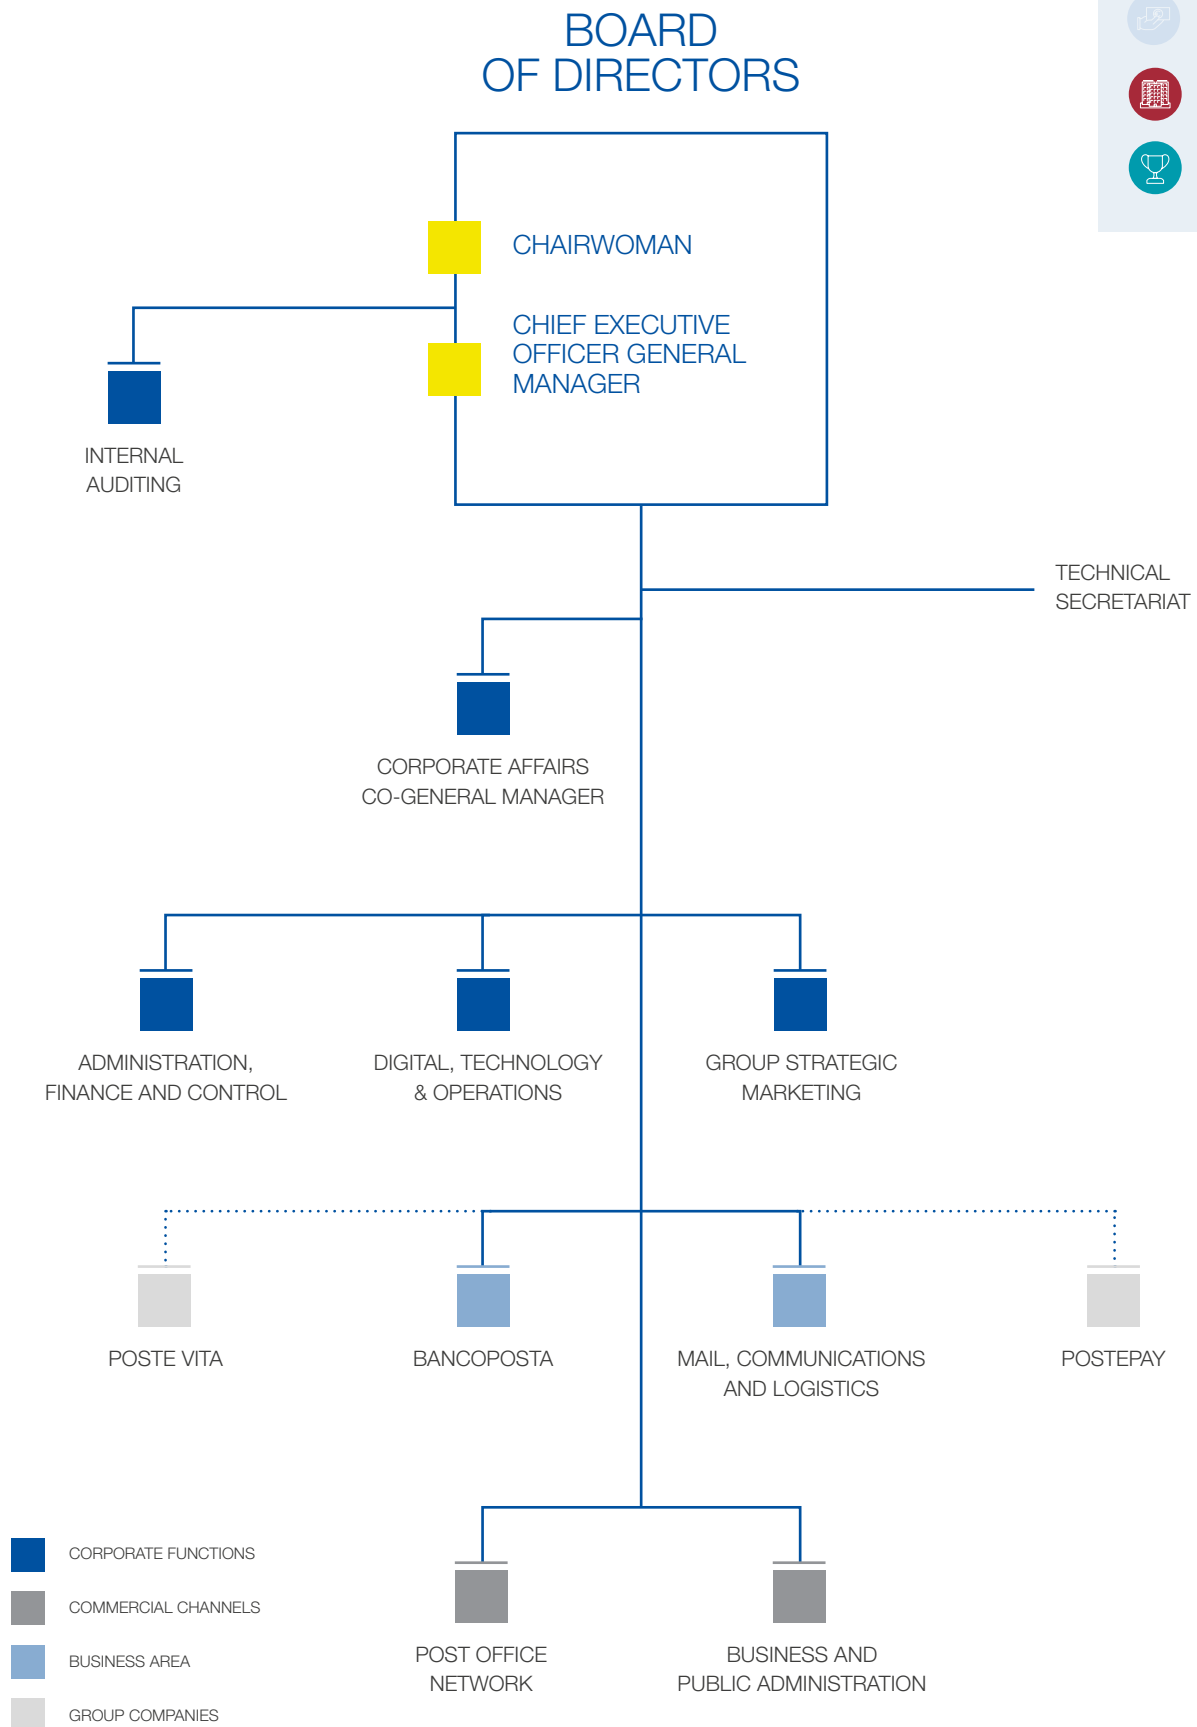 BOARD
OF DIRECTORS
CHAIRWOMAN
CHIEF EXECUTIVE
OFFICER GENERAL
MANAGER
INTERNAL
AUDITING
TECHNICAL
SECRETARIAT
CORPORATE AFFAIRS
CO-GENERAL MANAGER
ADMINISTRATION,
FINANCE AND CONTROL
DIGITAL, TECHNOLOGY
& OPERATIONS
GROUP STRATEGIC
MARKETING
POSTE VITA
BANCOPOSTA
MAIL, COMMUNICATIONS
AND LOGISTICS
POSTEPAY
POST OFFICE
NETWORK
BUSINESS AND
PUBLIC ADMINISTRATION
CORPORATE FUNCTIONS
COMMERCIAL CHANNELS
BUSINESS AREA
GROUP COMPANIES